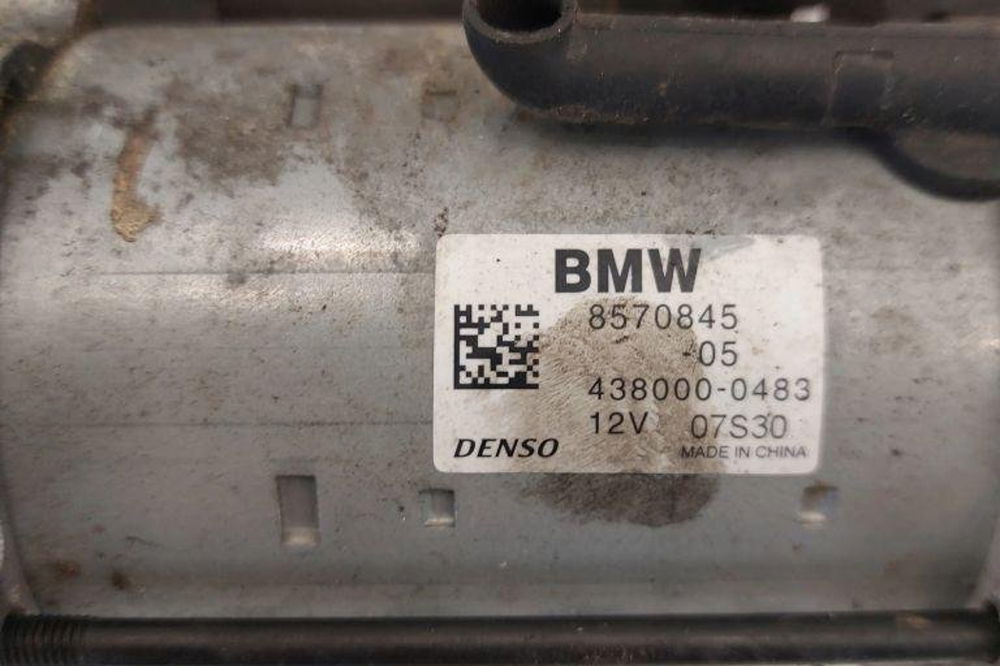 BMW
8570845
-05
438000-0483
12V 07S30
DENSO
MADE IN CHINA